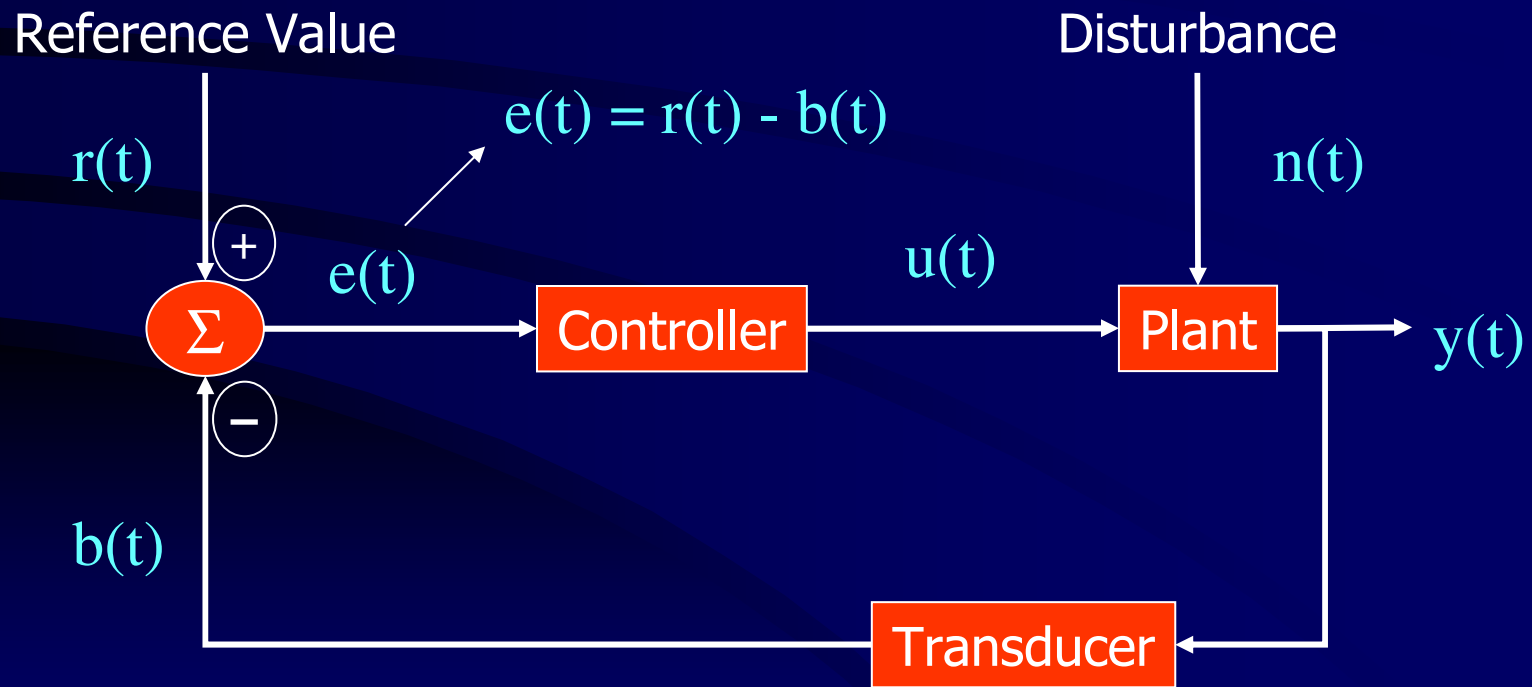 Reference Value
Disturbance
e(t) = r(t) - b(t)
r(t)
n(t)
+
e(t)
u(t)
Σ
Controller
Plant
y(t)
−
b(t)
Transducer